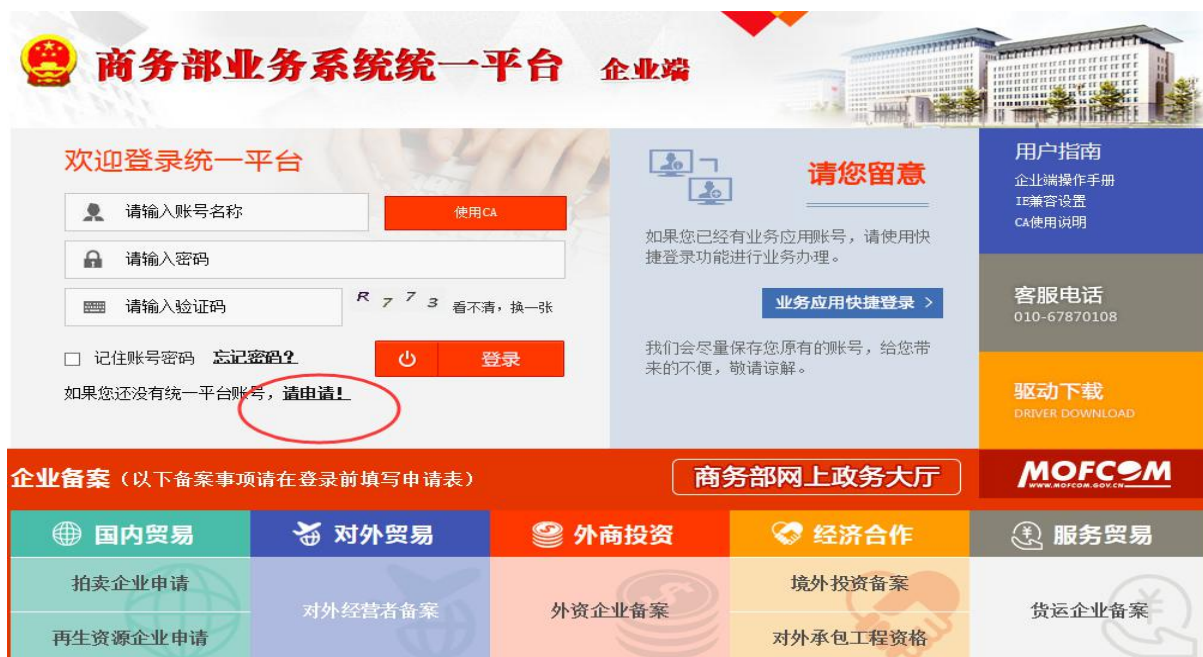 商务部业务系统统一平台 企业端
欢迎登录统一平台
请输入账号名称
使用CA
请输入密码
请输入验证码
R 7 7 3
看不清，换一张
记住账号密码 忘记密码？
登录
如果您还没有统一平台账号，请申请！
请您留意
如果您已经有业务应用账号，请使用快
捷登录功能进行业务办理。
业务应用快捷登录 >
我们会尽量保存您原有的账号，给您带
来的不便，敬请谅解。
用户指南
企业端操作手册
IE兼容设置
CA使用说明
客服电话
010-67870108
驱动下载
DRIVER DOWNLOAD
企业备案（以下备案事项请在登录前填写申请表）
商务部网上政务大厅
MOFCOM
WWW.MOFCOM.GOV.CN
国内贸易
对外贸易
外商投资
经济合作
服务贸易
拍卖企业申请
再生资源企业申请
对外经营者备案
外资企业备案
境外投资备案
对外承包工程资格
货运企业备案